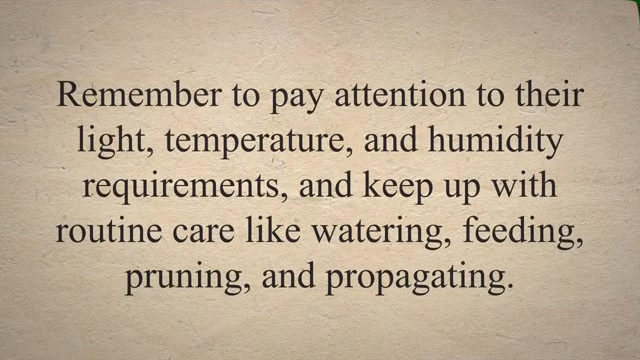 Remember to pay attention to their
light, temperature, and humidity
requirements, and keep up with
routine care like watering, feeding,
pruning, and propagating.